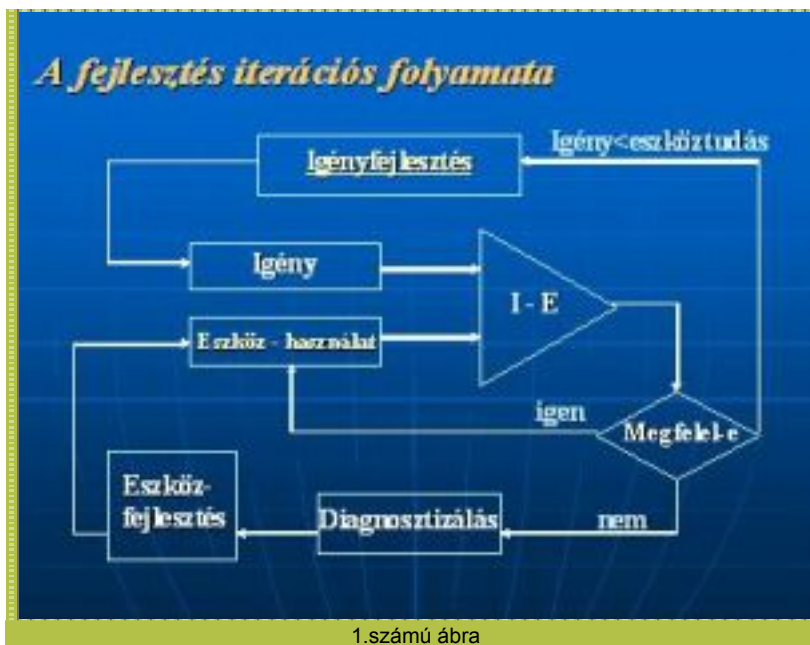 A fejlesztés iterációs folyamata
Igény<eszköztudás
Igényfejlesztés
Igény
I - E
Eszköz - használat
igen
Megfelel-e
Eszköz-
fejlesztés
Diagnosztizálás
nem
1.számú ábra